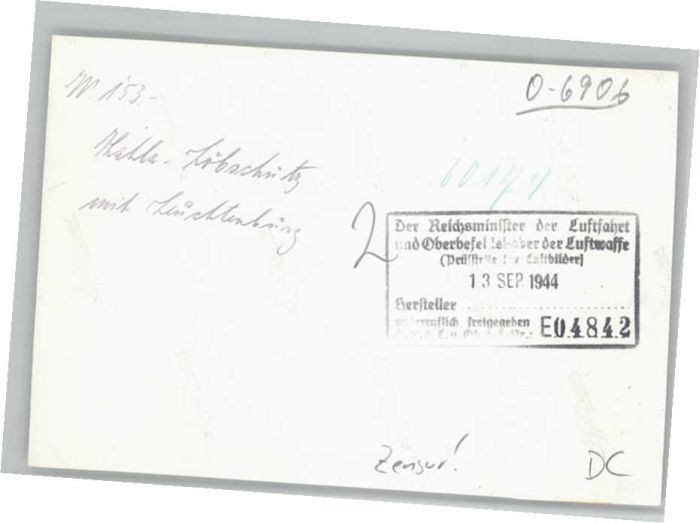 W. 153.-
O-6906
Kahla - Löbschütz
mit Leuchtenburg
60174
2
Der Reichsminister der Luftfahrt
und Oberbefehlshaber der Luftwaffe
(Prüfstelle für Luftbilder)
13 SEP. 1944
Hersteller
widerruflich freigegeben E04842
Zensur!
DC